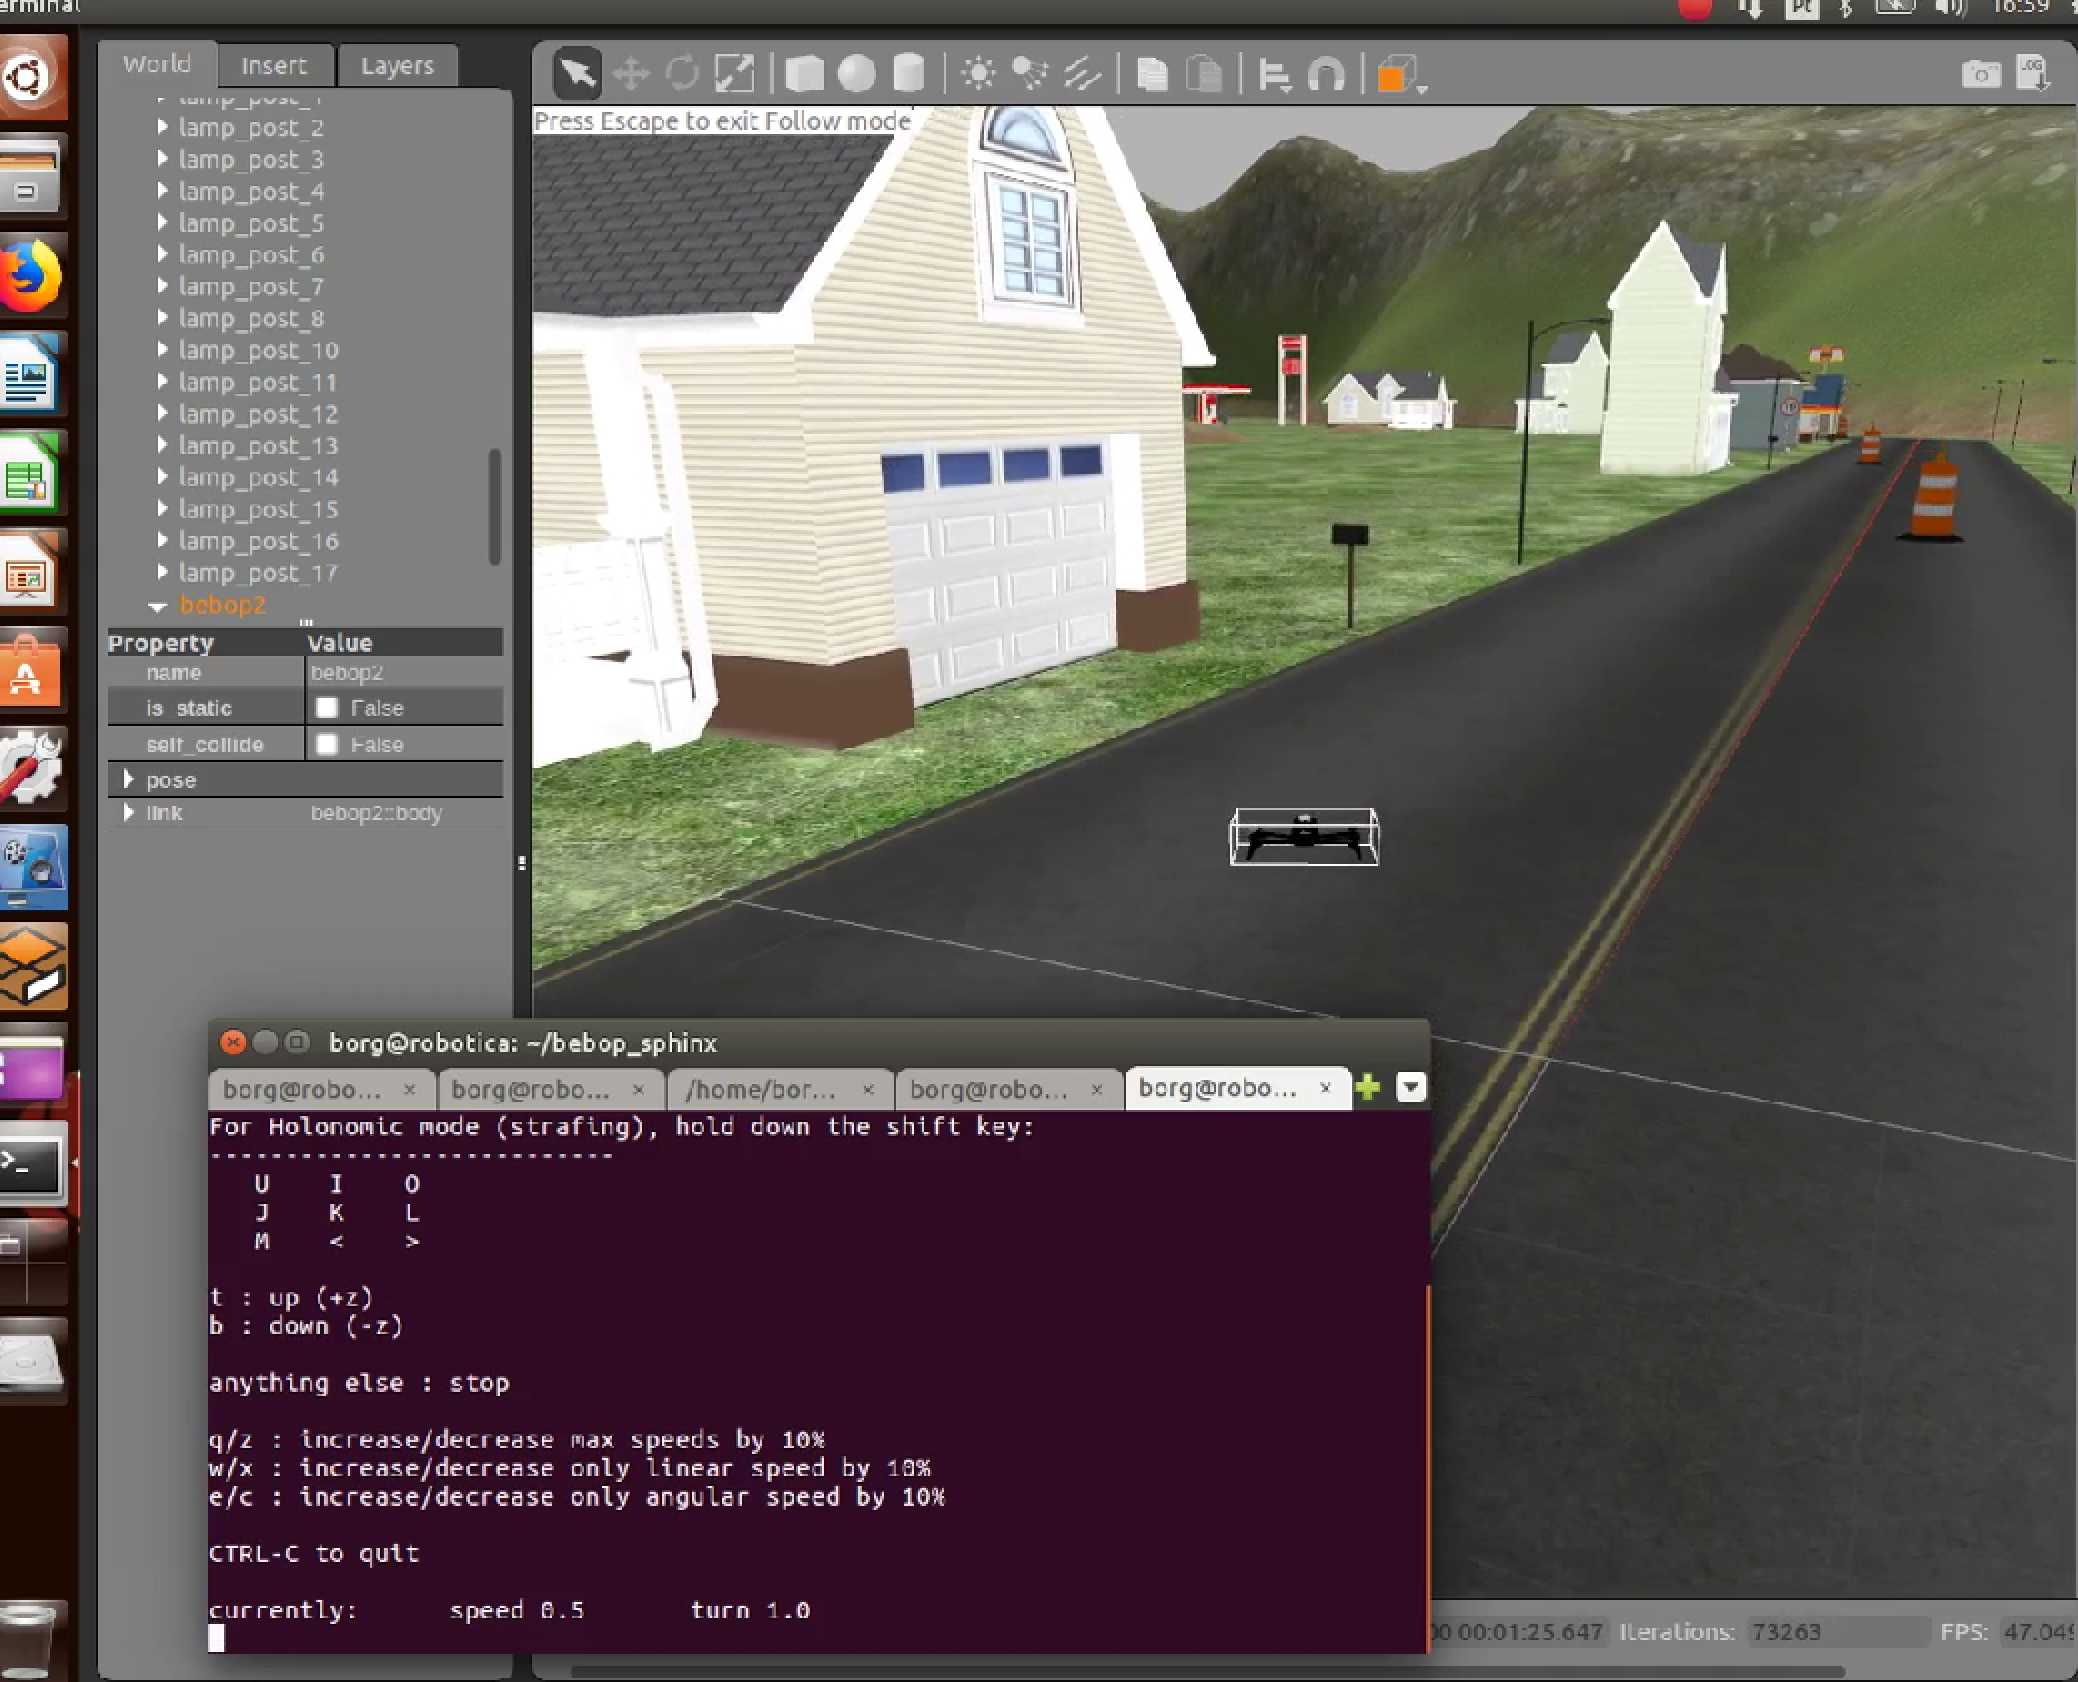 16:59
World Insert Layers
lamp_post_1
lamp_post_2
lamp_post_3
lamp_post_4
lamp_post_5
lamp_post_6
lamp_post_7
lamp_post_8
lamp_post_10
lamp_post_11
lamp_post_12
lamp_post_13
lamp_post_14
lamp_post_15
lamp_post_16
lamp_post_17
bebop2
Property Value
name bebop2
is_static False
self_collide False
pose
link bebop2::body
LOG
Press Escape to exit Follow mode
borg@robotica: ~/bebop_sphinx
borg@robo... × borg@robo... × /home/bor... × borg@robo... × borg@robo... ×
For Holonomic mode (strafing), hold down the shift key:
---------------------------
U I O
J K L
M < >
t : up (+z)
b : down (-z)
anything else : stop
q/z : increase/decrease max speeds by 10%
w/x : increase/decrease only linear speed by 10%
e/c : increase/decrease only angular speed by 10%
CTRL-C to quit
currently: speed 0.5 turn 1.0
00 00:01:25.647 Iterations: 73263 FPS: 47.049